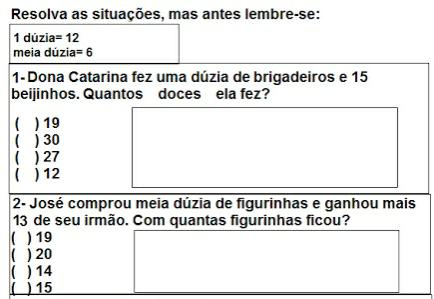 Resolva as situações, mas antes lembre-se:
1 dúzia= 12
meia dúzia= 6
1- Dona Catarina fez uma dúzia de brigadeiros e 15
beijinhos. Quantos doces ela fez?
( ) 19
( ) 30
( ) 27
( ) 12
2- José comprou meia dúzia de figurinhas e ganhou mais
13 de seu irmão. Com quantas figurinhas ficou?
( ) 19
( ) 20
( ) 14
( ) 15